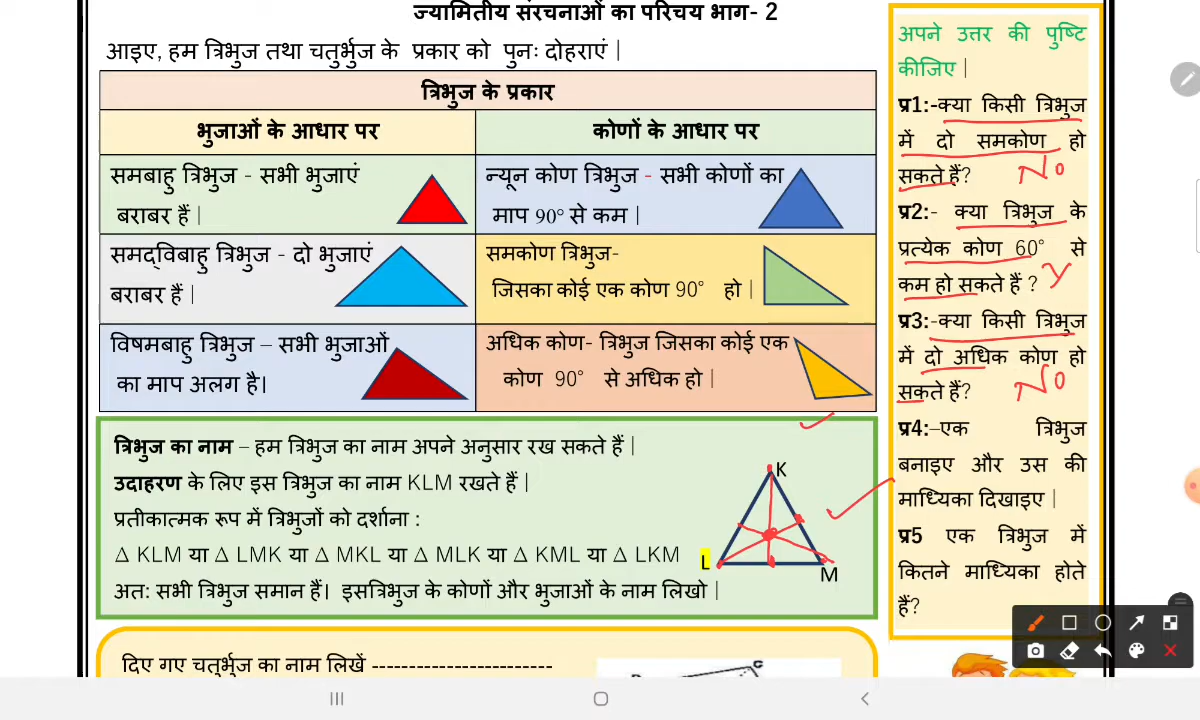 ज्यामितीय संरचनाओं का परिचय भाग- 2
आइए, हम त्रिभुज तथा चतुर्भुज के प्रकार को पुनः दोहराएं |
त्रिभुज के प्रकार
भुजाओं के आधार पर
कोणों के आधार पर
समबाहु त्रिभुज - सभी भुजाएं
बराबर हैं |
न्यून कोण त्रिभुज - सभी कोणों का
माप 90° से कम |
समद्विबाहु त्रिभुज - दो भुजाएं
बराबर हैं |
समकोण त्रिभुज-
जिसका कोई एक कोण 90° हो |
विषमबाहु त्रिभुज – सभी भुजाओं
का माप अलग है।
अधिक कोण- त्रिभुज जिसका कोई एक
कोण 90° से अधिक हो |
त्रिभुज का नाम – हम त्रिभुज का नाम अपने अनुसार रख सकते हैं |
उदाहरण के लिए इस त्रिभुज का नाम KLM रखते हैं |
प्रतीकात्मक रूप में त्रिभुजों को दर्शाना :
△ KLM या △ LMK या △ MKL या △ MLK या △ KML या △ LKM
अत: सभी त्रिभुज समान हैं। इसत्रिभुज के कोणों और भुजाओं के नाम लिखो |
K
L
M
दिए गए चतुर्भुज का नाम लिखें ------------------------
अपने उत्तर की पुष्टि
कीजिए |
प्र1:-क्या किसी त्रिभुज
में दो समकोण हो
सकते हैं? No
प्र2:- क्या त्रिभुज के
प्रत्येक कोण 60° से
कम हो सकते हैं ? Y
प्र3:-क्या किसी त्रिभुज
में दो अधिक कोण हो
सकते हैं? No
प्र4:–एक त्रिभुज
बनाइए और उस की
माध्यिका दिखाइए |
प्र5 एक त्रिभुज में
कितने माध्यिका होते
हैं?